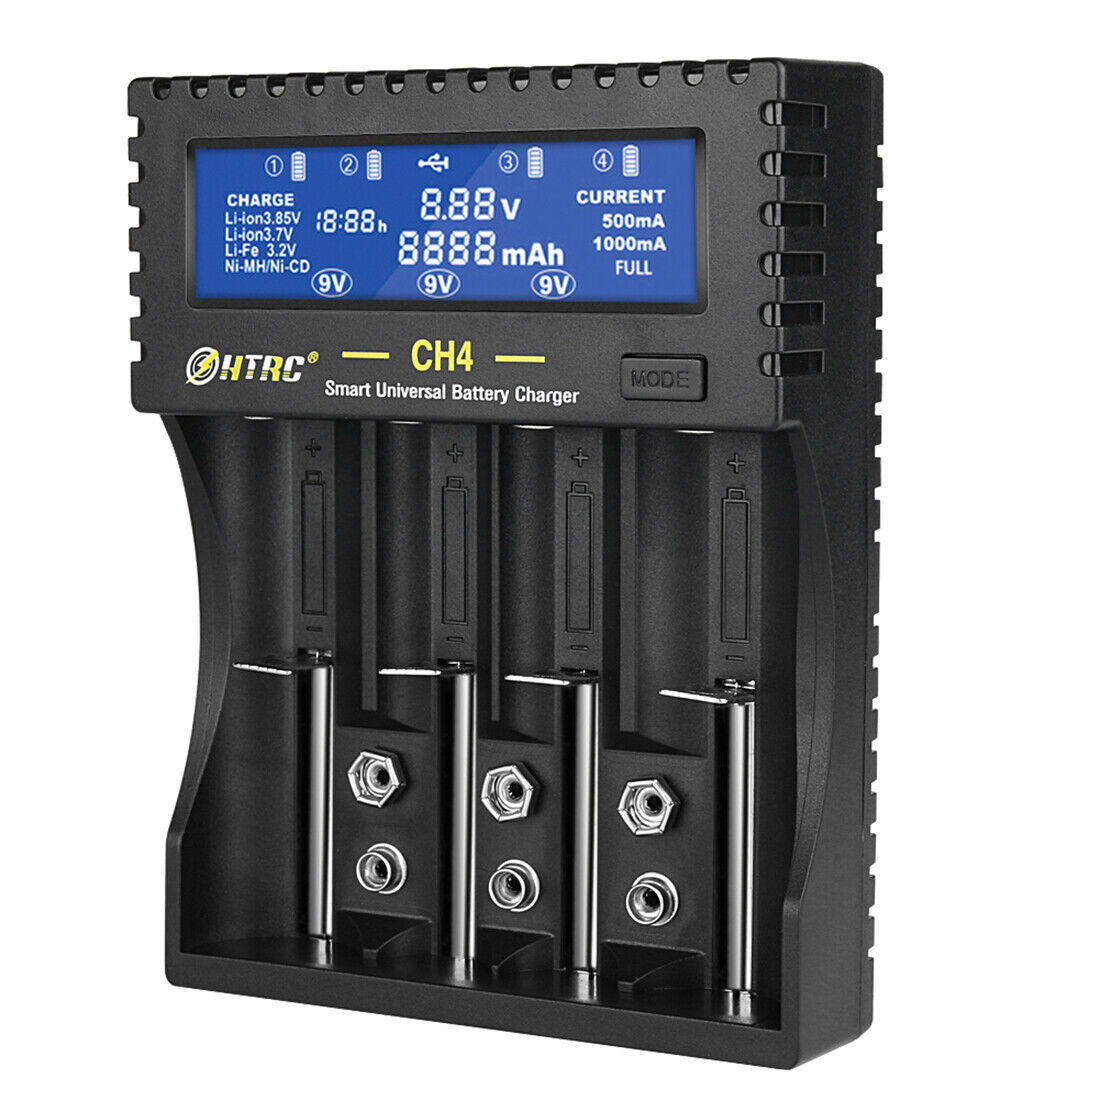 ① ② ③ ④
CHARGE
Li-ion3.85V
Li-ion3.7V
Li-Fe 3.2V
Ni-MH/Ni-CD
18:88h
8.88V
8888mAh
CURRENT
500mA
1000mA
FULL
9V 9V 9V
HTRC®
— CH4 —
Smart Universal Battery Charger
MODE
+ + + +
- - - -